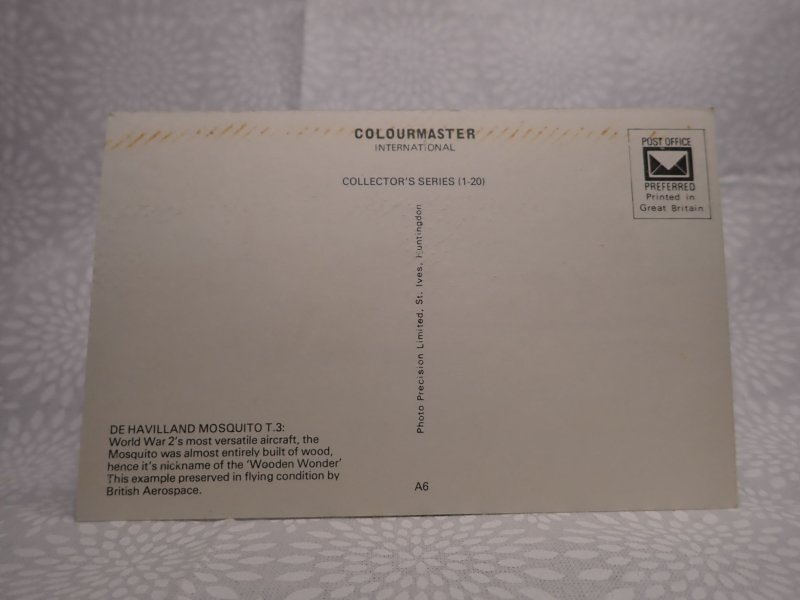 COLOURMASTER
INTERNATIONAL
COLLECTOR'S SERIES (1-20)
POST OFFICE
PREFERRED
Printed in
Great Britain
Photo Precision Limited, St. Ives, Huntingdon
DE HAVILLAND MOSQUITO T.3:
World War 2's most versatile aircraft, the
Mosquito was almost entirely built of wood,
hence it's nickname of the 'Wooden Wonder'
This example preserved in flying condition by
British Aerospace.
A6